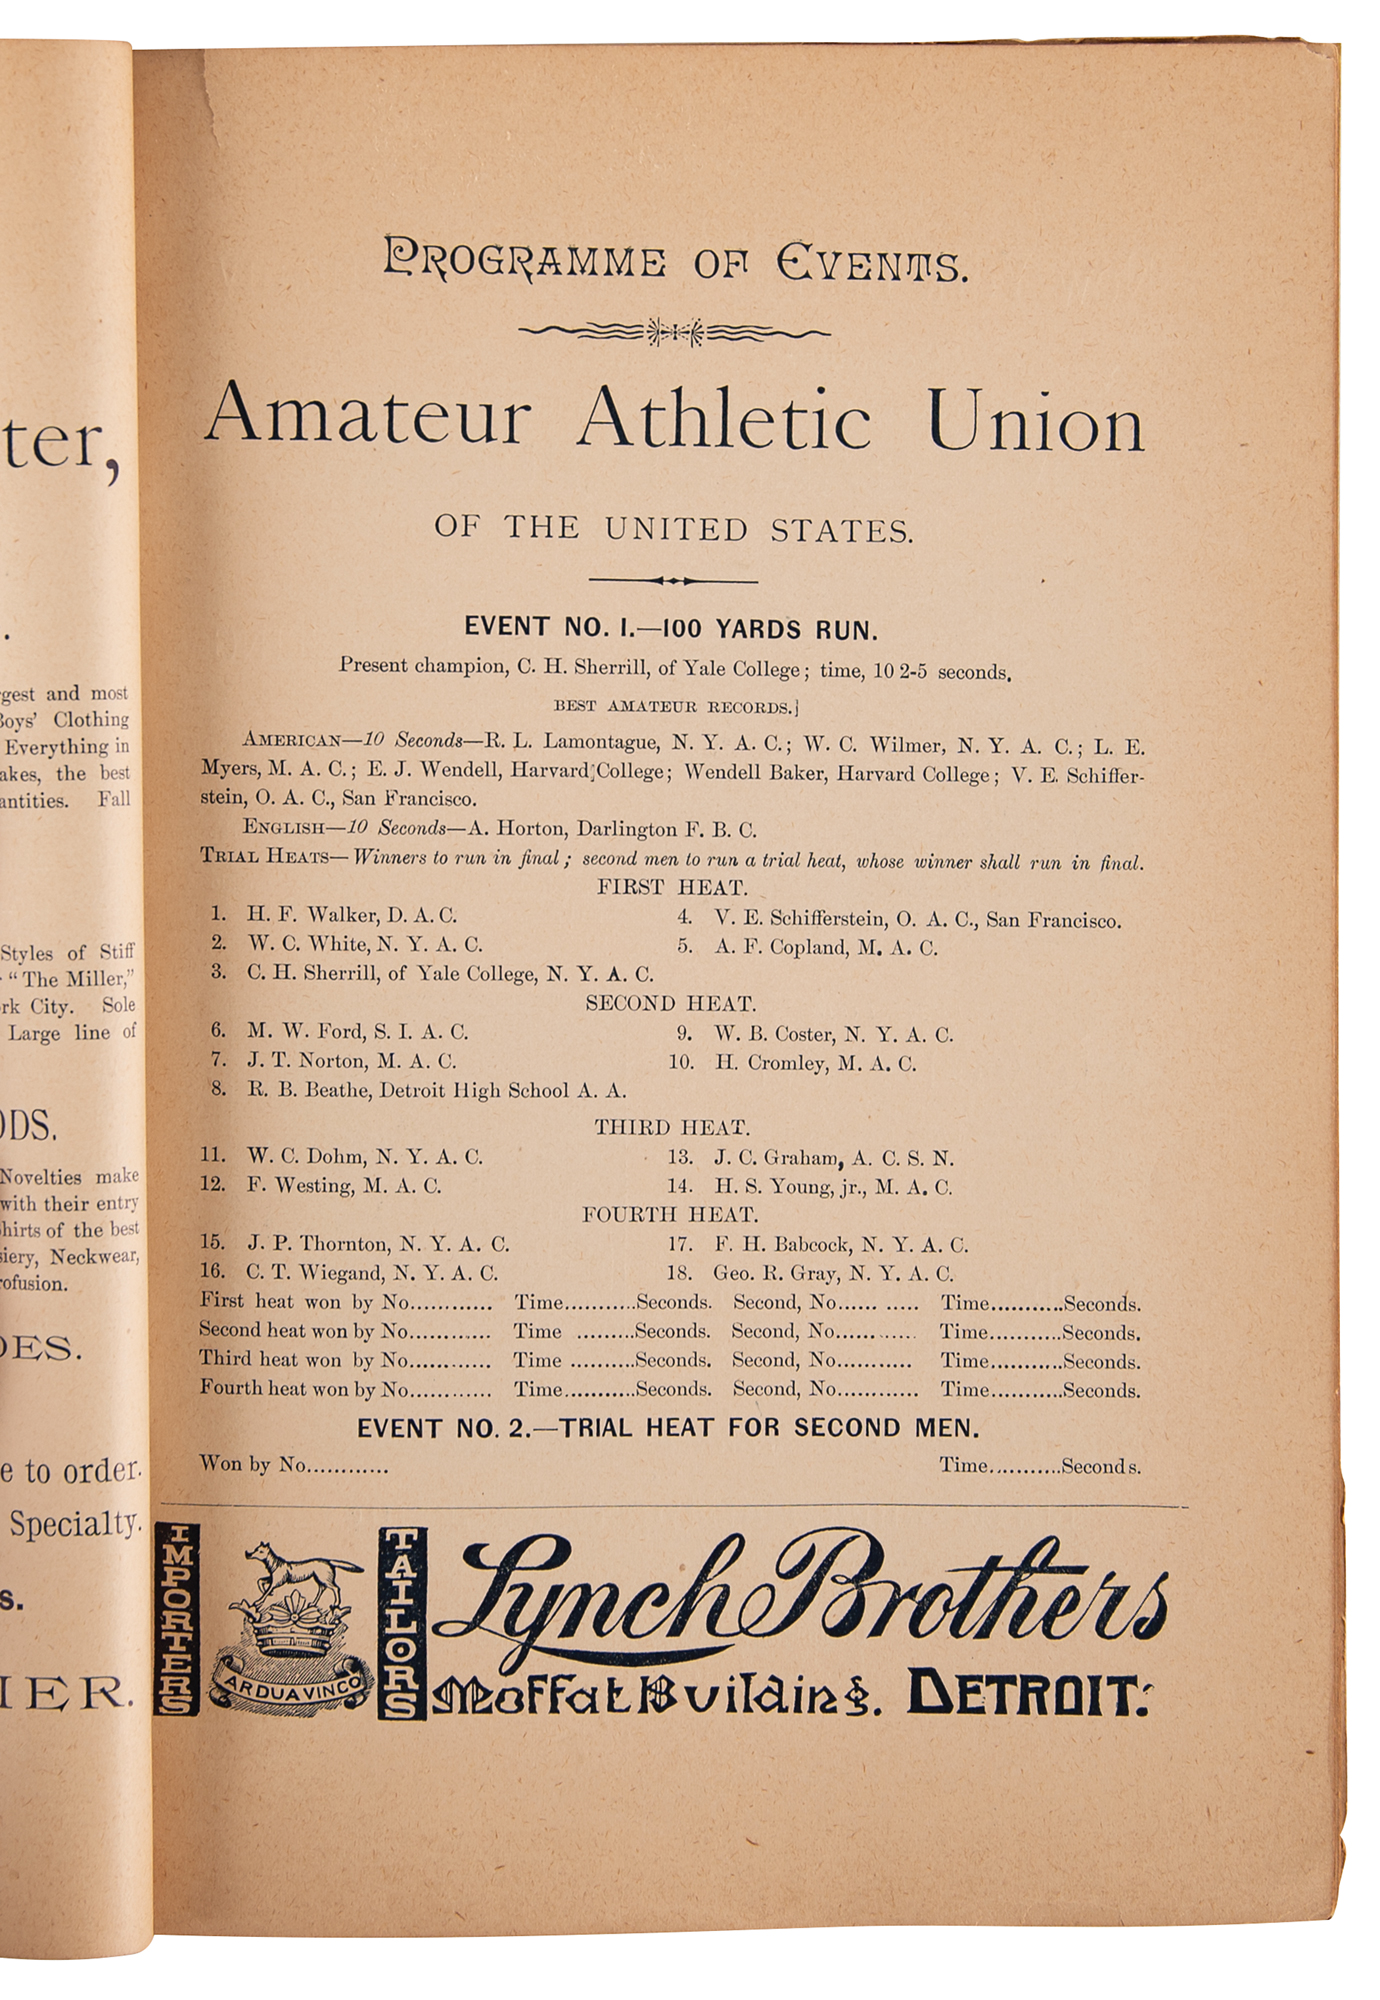 ter,
.
gest and most
Boys' Clothing
Everything in
akes, the best
antities. Fall
Styles of Stiff
"The Miller,"
rk City. Sole
Large line of
ODS.
Novelties make
with their entry
hirts of the best
siery, Neckwear,
rofusion.
DES.
e to order.
Specialty.
s.
IER.
PROGRAMME OF EVENTS.
Amateur Athletic Union
OF THE UNITED STATES.
EVENT NO. 1.—100 YARDS RUN.
Present champion, C. H. Sherrill, of Yale College; time, 10 2-5 seconds.
BEST AMATEUR RECORDS.]
AMERICAN—10 Seconds—R. L. Lamontague, N. Y. A. C.; W. C. Wilmer, N. Y. A. C.; L. E.
Myers, M. A. C.; E. J. Wendell, Harvard College; Wendell Baker, Harvard College; V. E. Schiffer-
stein, O. A. C., San Francisco.
ENGLISH—10 Seconds—A. Horton, Darlington F. B. C.
TRIAL HEATS—Winners to run in final; second men to run a trial heat, whose winner shall run in final.
FIRST HEAT.
1. H. F. Walker, D. A. C. 4. V. E. Schifferstein, O. A. C., San Francisco.
2. W. C. White, N. Y. A. C. 5. A. F. Copland, M. A. C.
3. C. H. Sherrill, of Yale College, N. Y. A. C.
SECOND HEAT.
6. M. W. Ford, S. I. A. C. 9. W. B. Coster, N. Y. A. C.
7. J. T. Norton, M. A. C. 10. H. Cromley, M. A. C.
8. R. B. Beathe, Detroit High School A. A.
THIRD HEAT.
11. W. C. Dohm, N. Y. A. C. 13. J. C. Graham, A. C. S. N.
12. F. Westing, M. A. C. 14. H. S. Young, jr., M. A. C.
FOURTH HEAT.
15. J. P. Thornton, N. Y. A. C. 17. F. H. Babcock, N. Y. A. C.
16. C. T. Wiegand, N. Y. A. C. 18. Geo. R. Gray, N. Y. A. C.
First heat won by No............ Time...........Seconds. Second, No...... ..... Time...........Seconds.
Second heat won by No............ Time .........Seconds. Second, No............ Time...........Seconds.
Third heat won by No............ Time ..........Seconds. Second, No........... Time...........Seconds.
Fourth heat won by No............ Time...........Seconds. Second, No............ Time...........Seconds.
EVENT NO. 2.—TRIAL HEAT FOR SECOND MEN.
Won by No............ Time...........Seconds.
IMPORTERS
ARDUA VINCO
TAILORS
Lynch Brothers
Moffat Building. DETROIT.